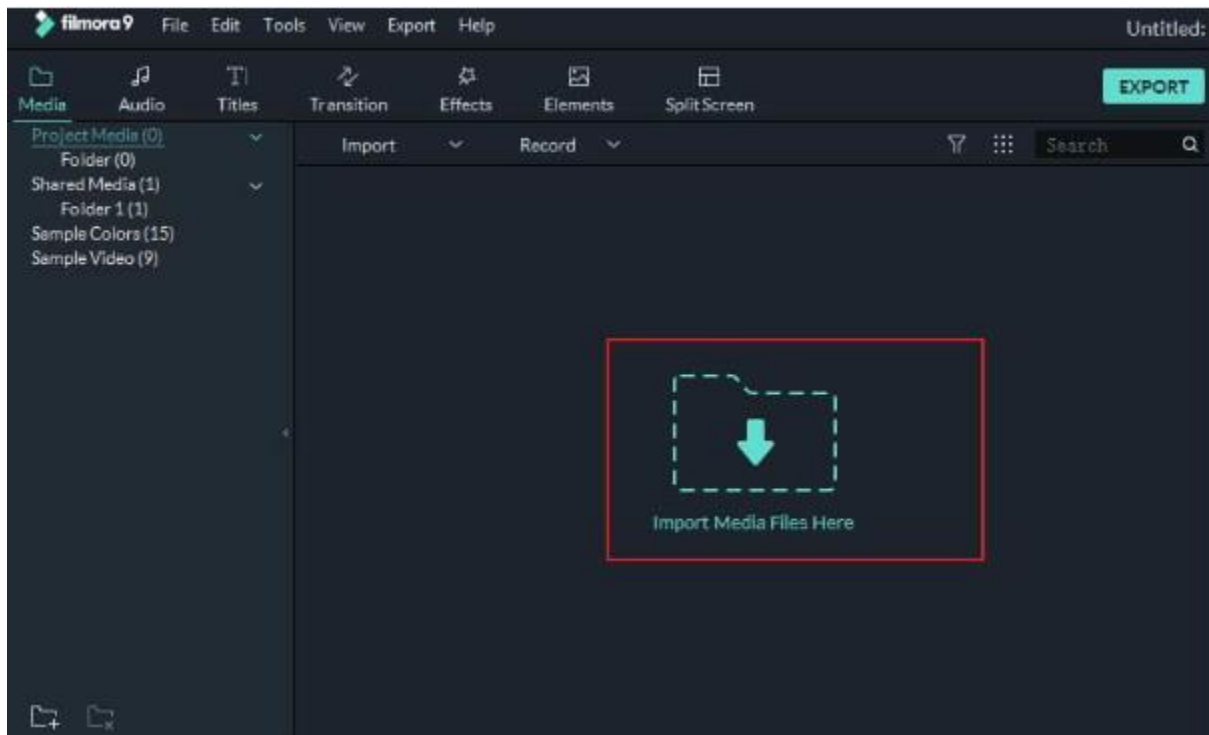 filmora9 File Edit Tools View Export Help Untitled:
Media Audio Titles Transition Effects Elements Split Screen EXPORT
Project Media (0)
Folder (0)
Shared Media (1)
Folder 1 (1)
Sample Colors (15)
Sample Video (9)
Import Record Search
Import Media Files Here